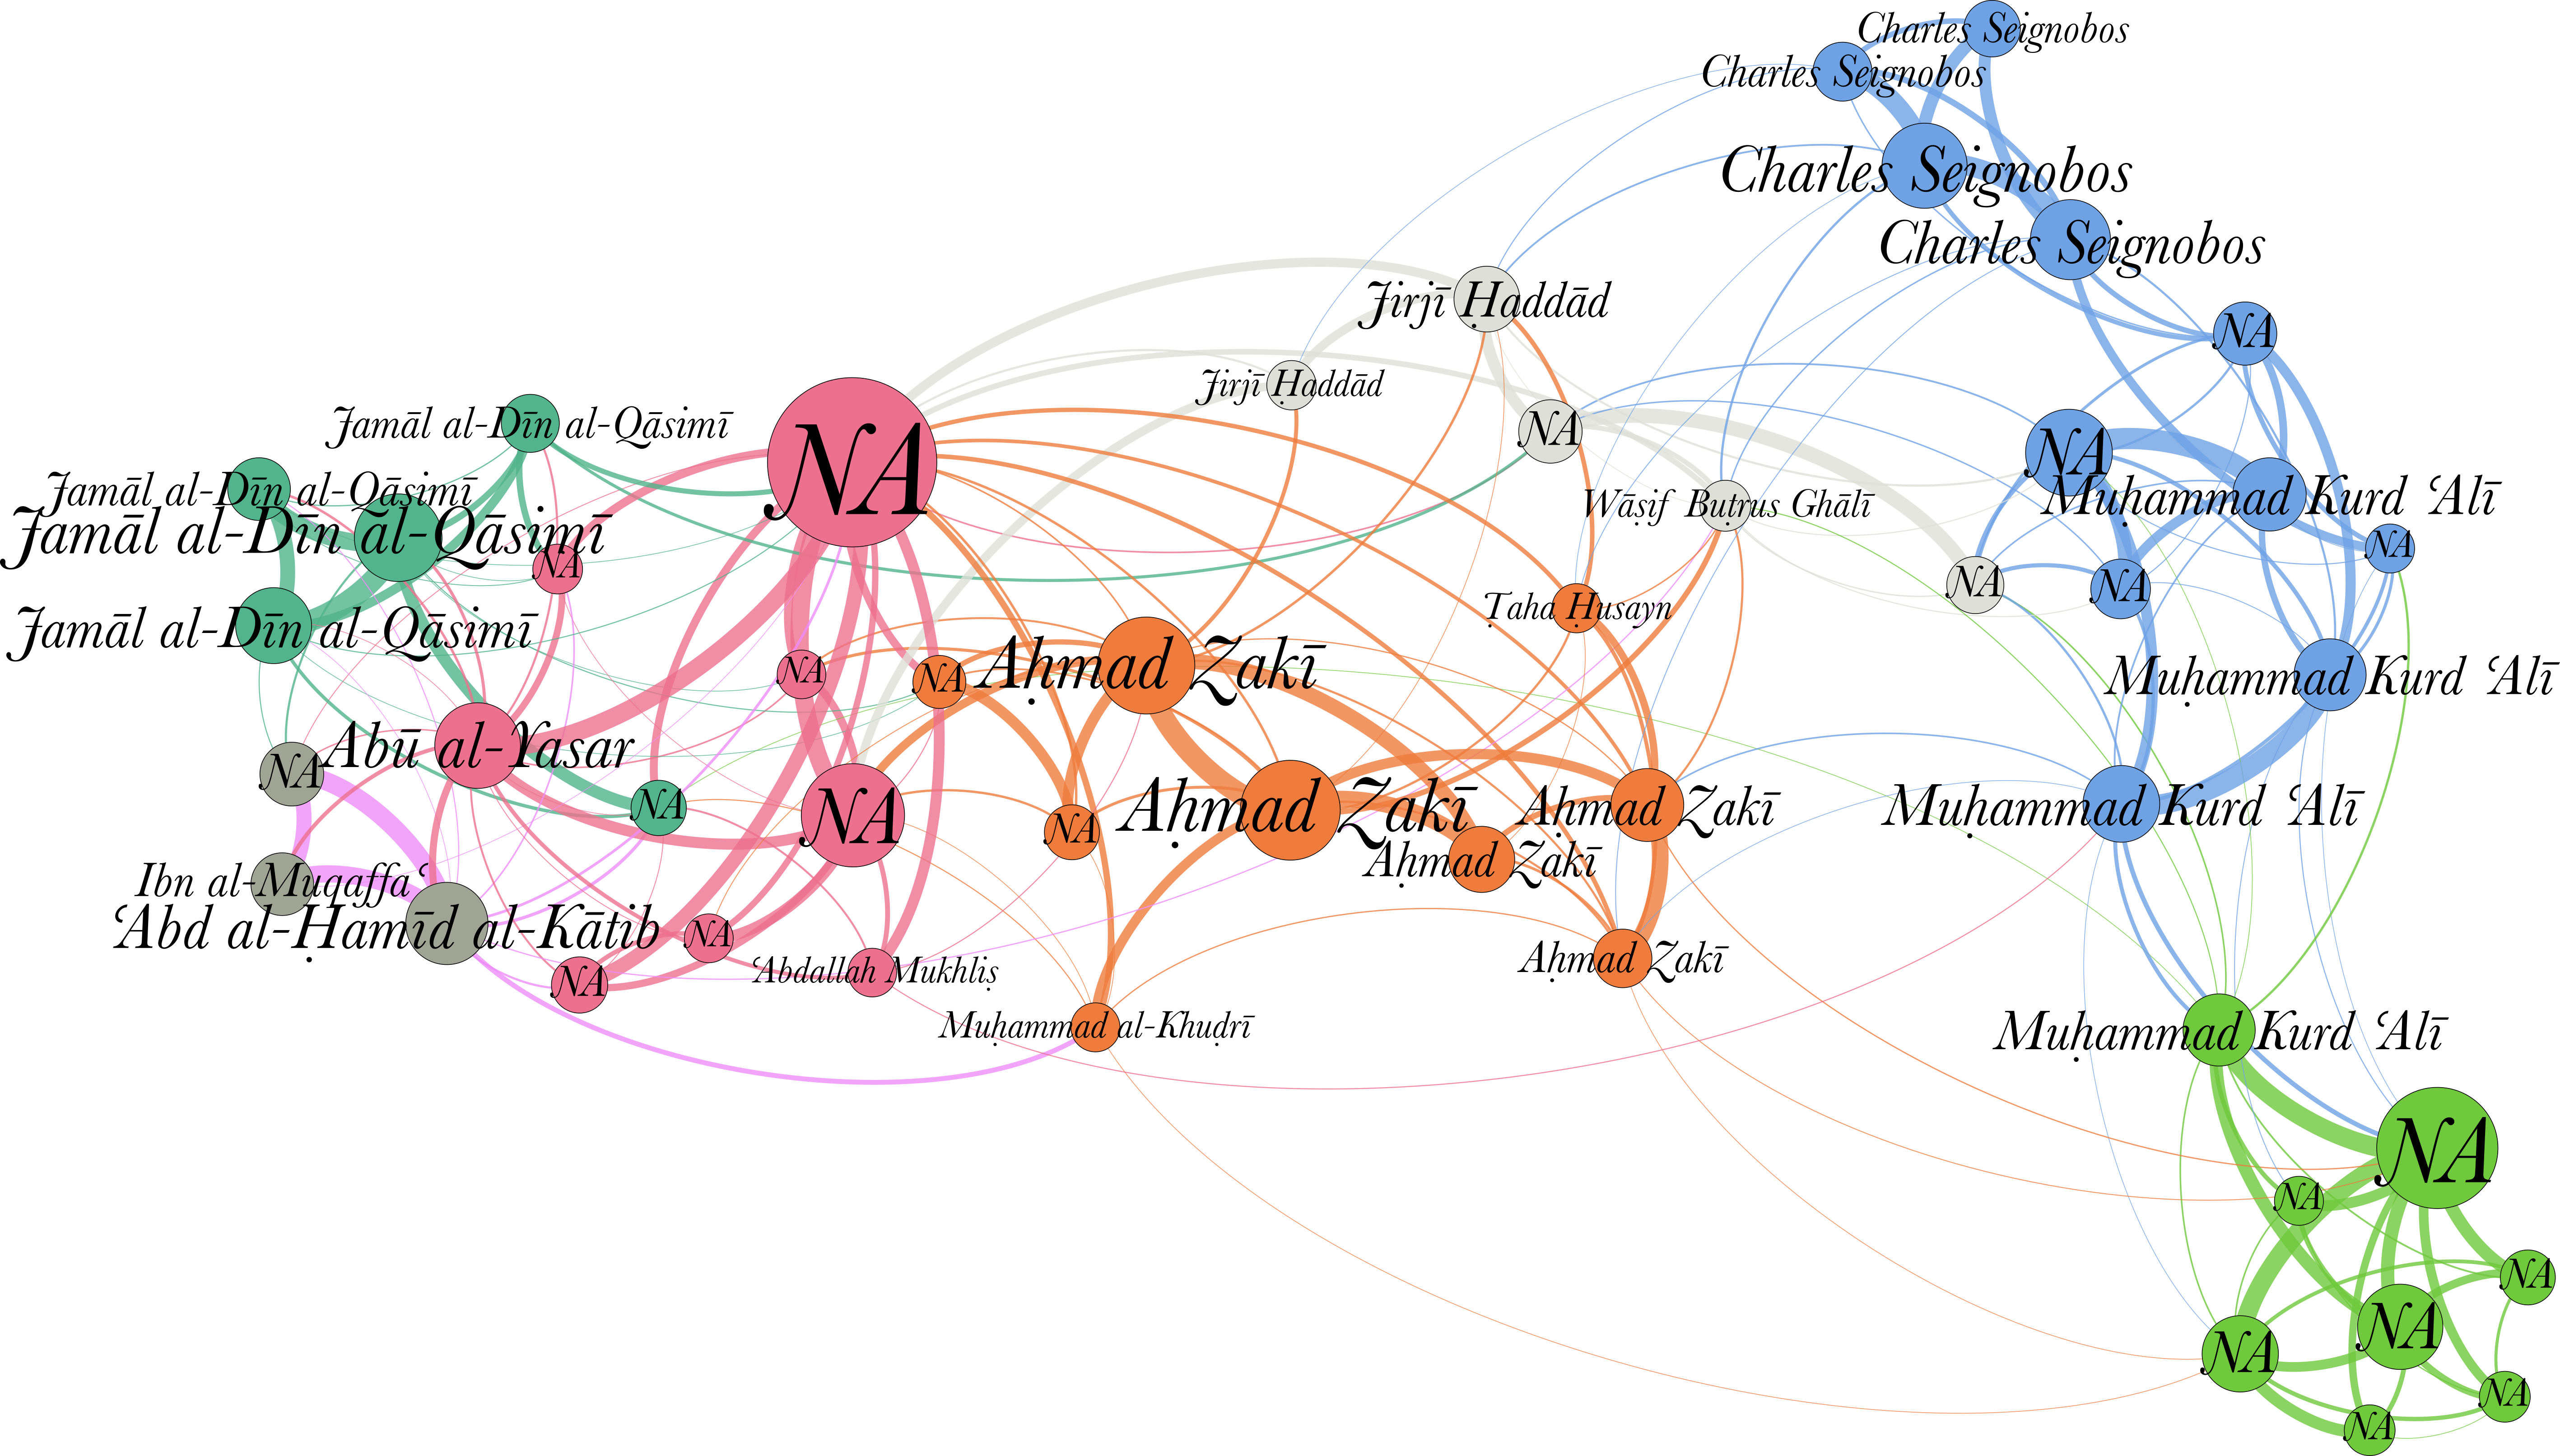 Charles Seignobos
Charles Seignobos
Charles Seignobos
Charles Seignobos
Jirjī Ḥaddād
NA
Jirjī Ḥaddād
Jamāl al-Dīn al-Qāsimī
NA
NA
NA
Jamāl al-Dīn al-Qāsimī
Muḥammad Kurd ʿAlī
Wāṣif Buṭrus Ghālī
Jamāl al-Dīn al-Qāsimī
NA
NA
NA
NA
Ṭaha Ḥusayn
Jamāl al-Dīn al-Qāsimī
Aḥmad Zakī
NA
NA
Muḥammad Kurd ʿAlī
Abū al-Yasar
NA
NA
Aḥmad Zakī
Aḥmad Zakī
Muḥammad Kurd ʿAlī
NA
NA
Aḥmad Zakī
Ibn al-Muqaffaʿ
ʿAbd al-Ḥamīd al-Kātib
NA
Aḥmad Zakī
ʿAbdallah Mukhliṣ
NA
Muḥammad al-Khuḍrī
Muḥammad Kurd ʿAlī
NA
NA
NA
NA
NA
NA
NA